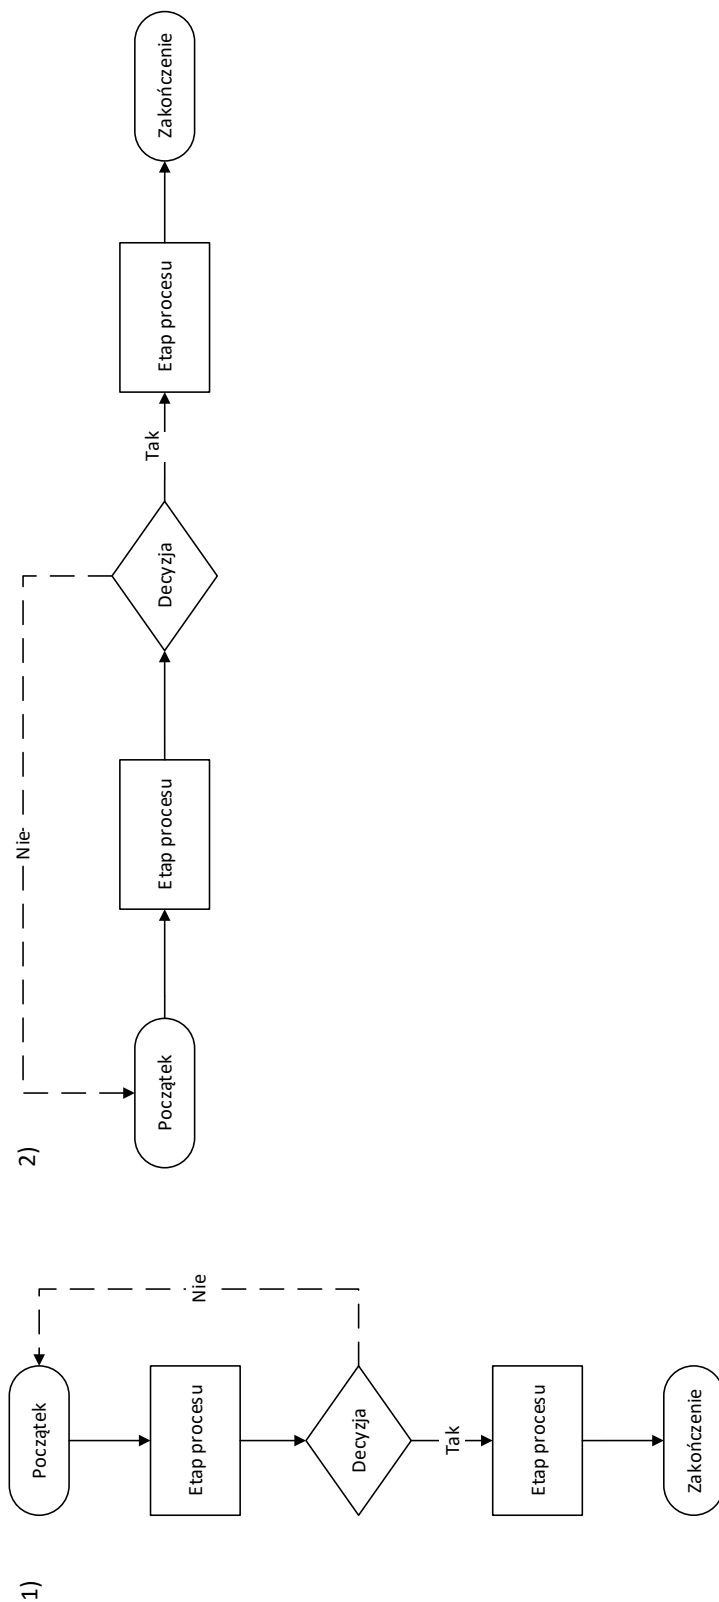 1)
Początek
Etap procesu
Decyzja
Nie
Tak
Etap procesu
Zakończenie
2)
Nie
Początek
Etap procesu
Decyzja
Tak
Etap procesu
Zakończenie